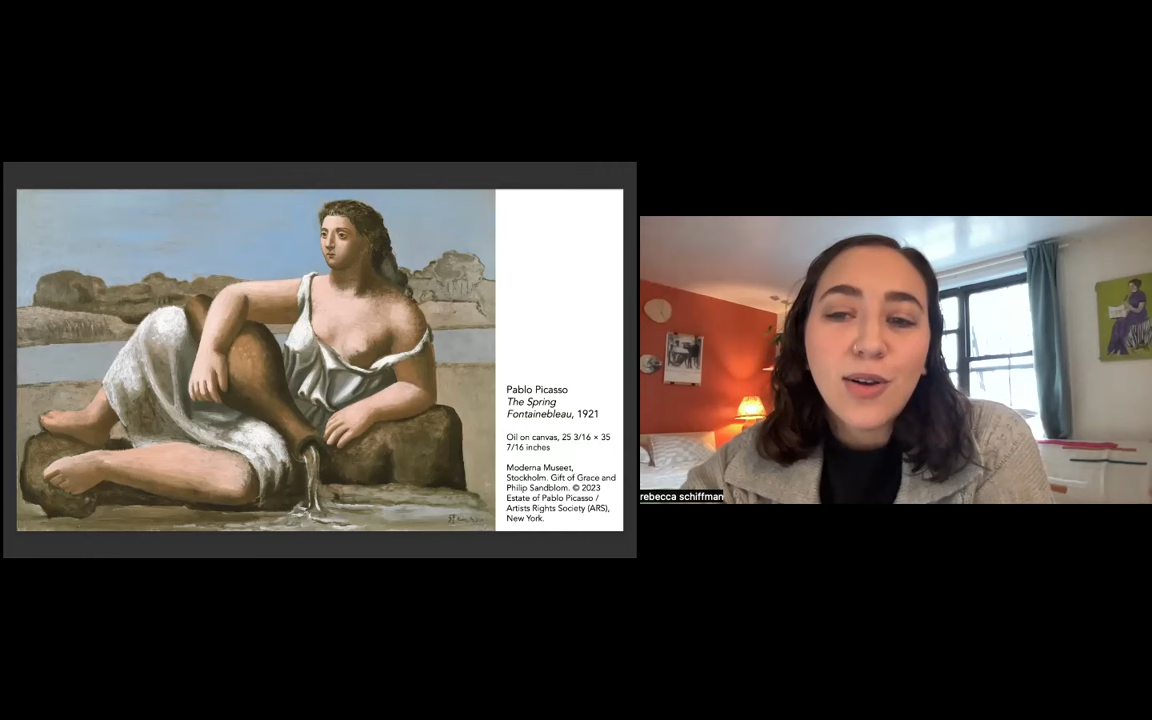 Pablo Picasso
The Spring
Fontainebleau, 1921
Oil on canvas, 25 3/16 × 35
7/16 inches
Moderna Museet,
Stockholm. Gift of Grace and
Philip Sandblom. © 2023
Estate of Pablo Picasso /
Artists Rights Society (ARS),
New York.
rebecca schiffman